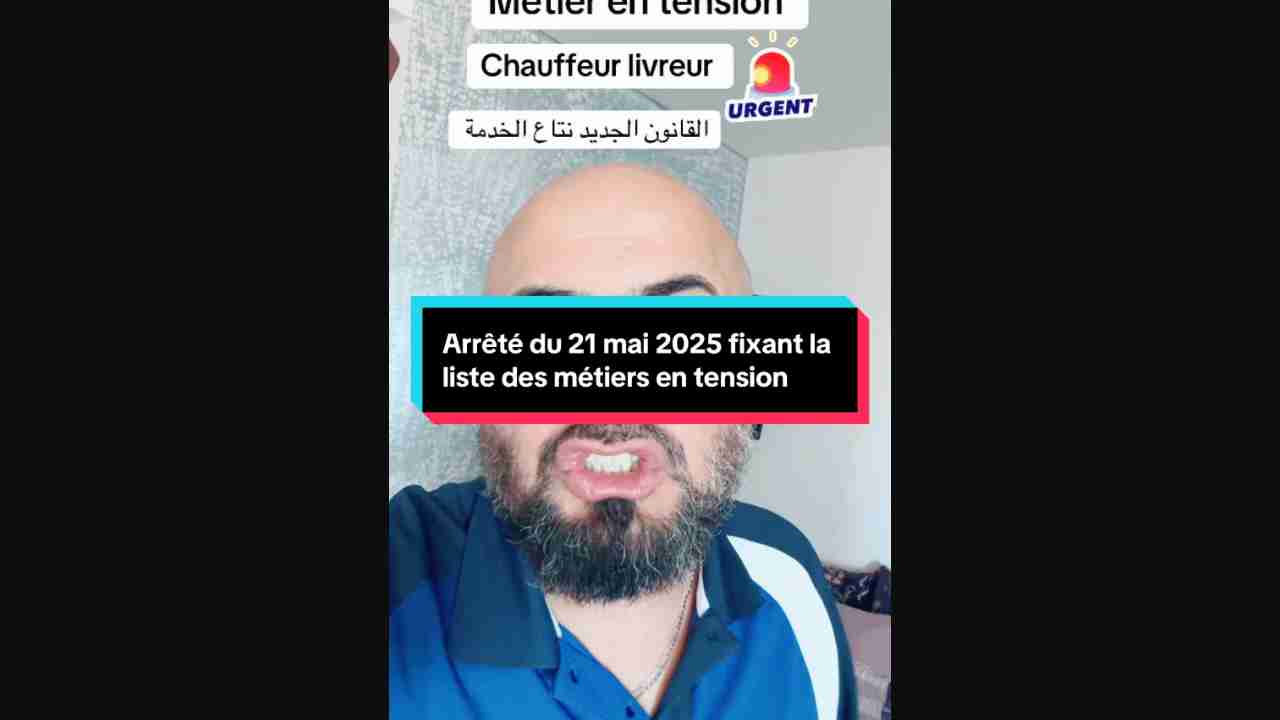 Métier en tension
Chauffeur livreur
URGENT
القانون الجديد نتاع الخدمة
Arrêté du 21 mai 2025 fixant la
liste des métiers en tension